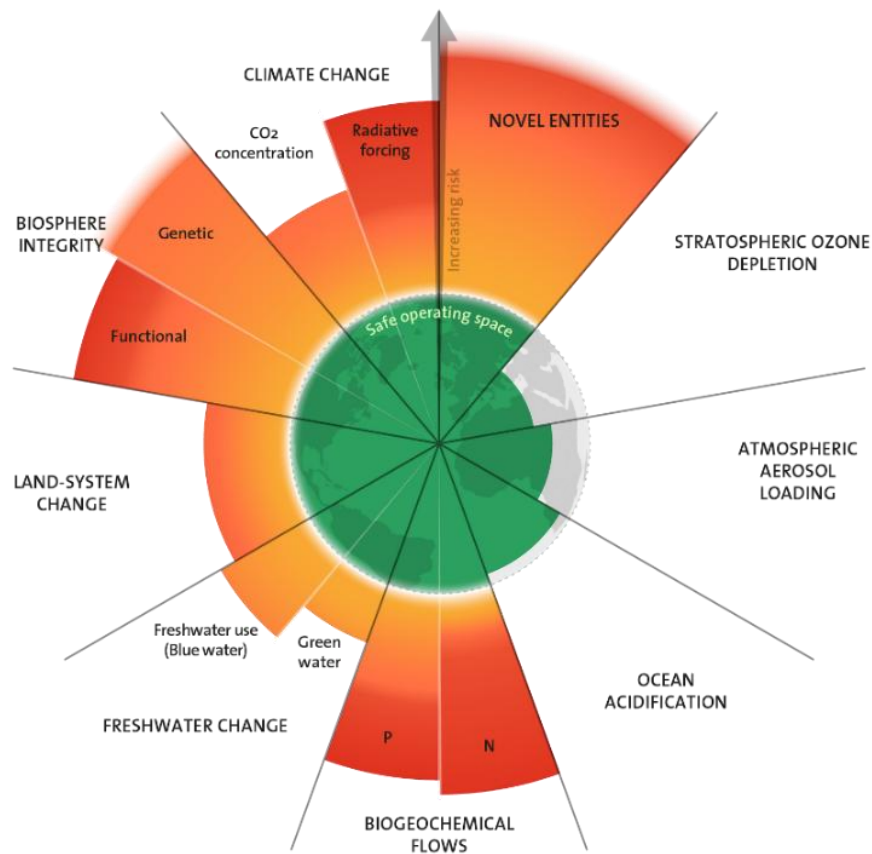 CLIMATE CHANGE
CO2
concentration
Radiative
forcing
Increasing risk
NOVEL ENTITIES
STRATOSPHERIC OZONE
DEPLETION
BIOSPHERE
INTEGRITY
Genetic
Functional
Safe operating space
ATMOSPHERIC
AEROSOL
LOADING
LAND-SYSTEM
CHANGE
Freshwater use
(Blue water)
Green
water
FRESHWATER CHANGE
OCEAN
ACIDIFICATION
P
N
BIOGEOCHEMICAL
FLOWS